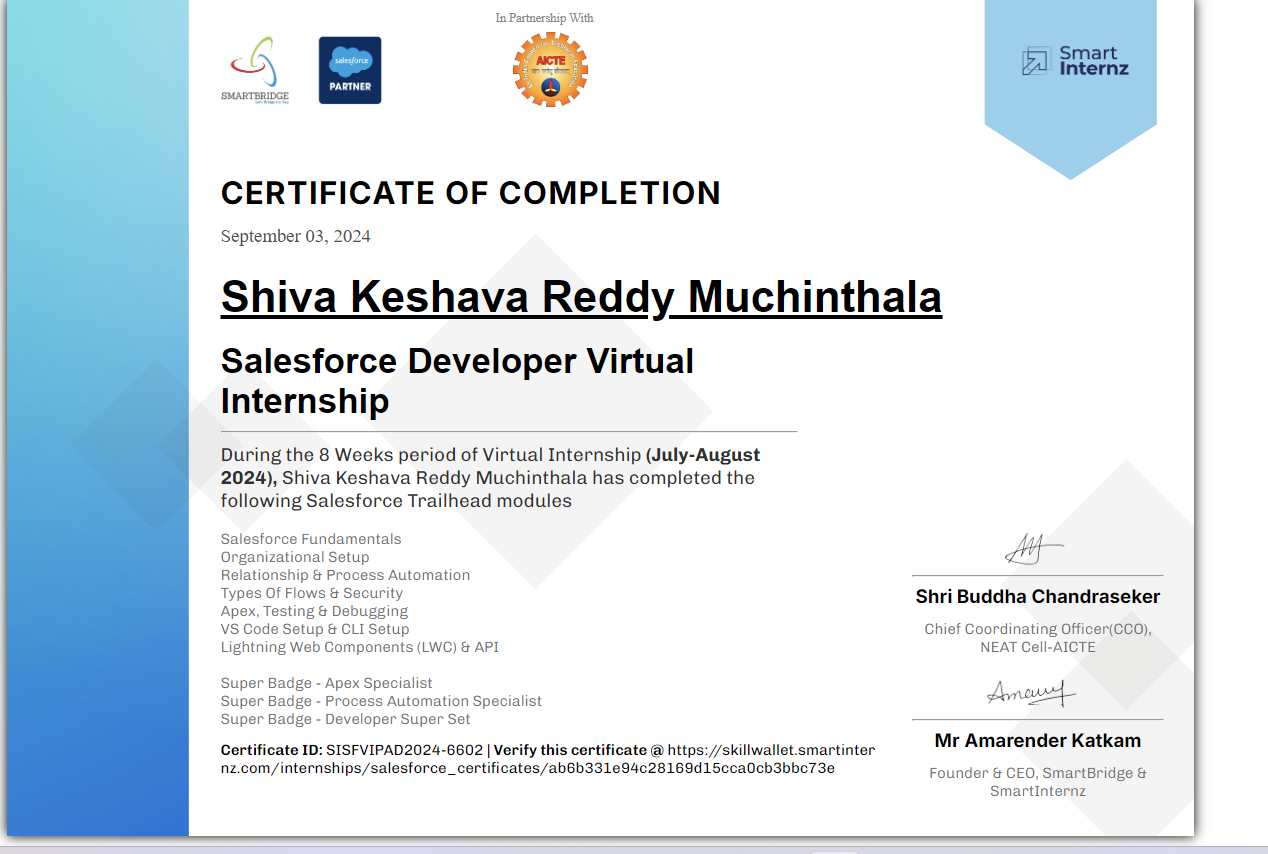 In Partnership With
SMARTBRIDGE
salesforce
PARTNER
AICTE
Smart
Internz
CERTIFICATE OF COMPLETION
September 03, 2024
Shiva Keshava Reddy Muchinthala
Salesforce Developer Virtual
Internship
During the 8 Weeks period of Virtual Internship (July-August
2024), Shiva Keshava Reddy Muchinthala has completed the
following Salesforce Trailhead modules
Salesforce Fundamentals
Organizational Setup
Relationship & Process Automation
Types Of Flows & Security
Apex, Testing & Debugging
VS Code Setup & CLI Setup
Lightning Web Components (LWC) & API
Super Badge - Apex Specialist
Super Badge - Process Automation Specialist
Super Badge - Developer Super Set
Certificate ID: SISFVIPAD2024-6602 | Verify this certificate @ https://skillwallet.smartinter
nz.com/internships/salesforce_certificates/ab6b331e94c28169d15cca0cb3bbc73e
Shri Buddha Chandraseker
Chief Coordinating Officer(CCO),
NEAT Cell-AICTE
Mr Amarender Katkam
Founder & CEO, SmartBridge &
SmartInternz